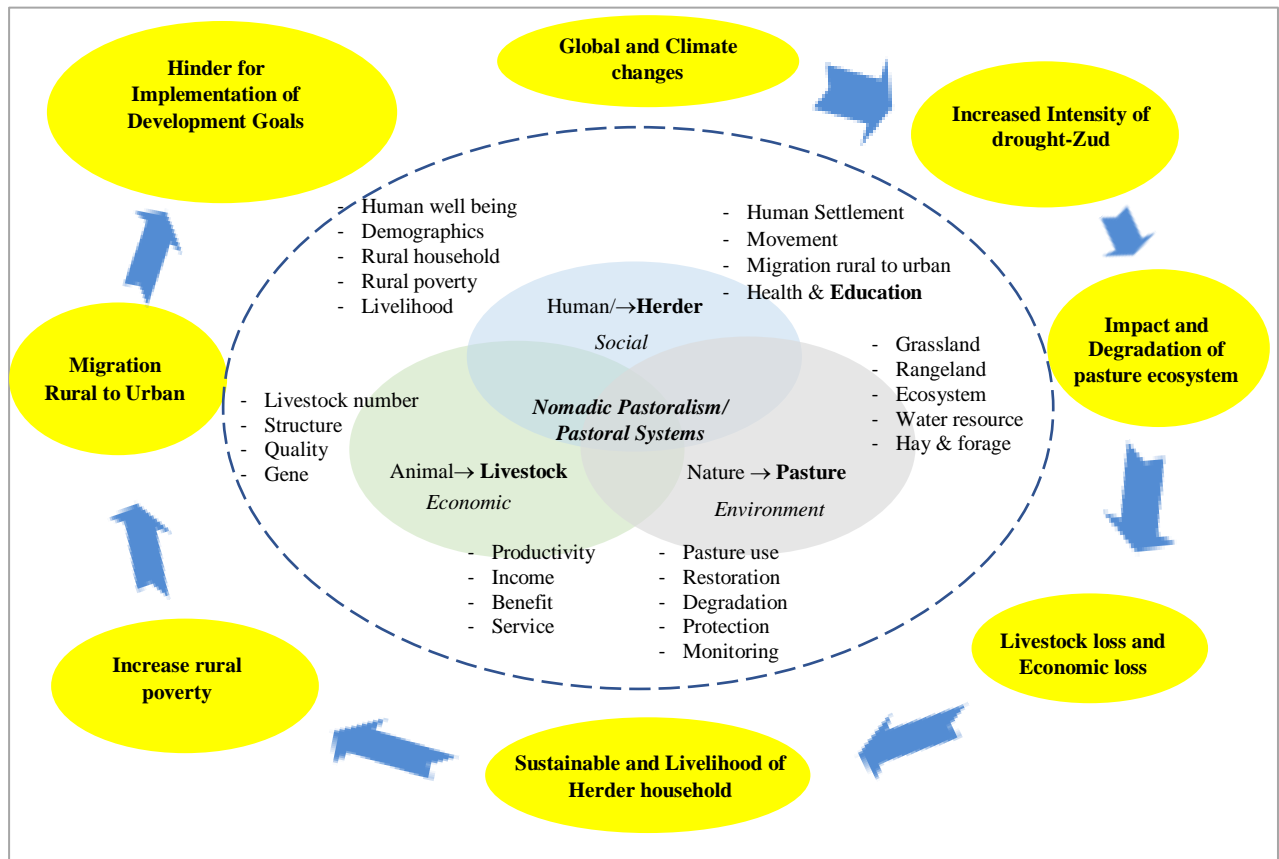 Global and Climate
changes
Hinder for
Implementation of
Development Goals
Increased Intensity of
drought-Zud
- Human well being
- Demographics
- Rural household
- Rural poverty
- Livelihood
- Human Settlement
- Movement
- Migration rural to urban
- Health & Education
Human/→Herder
Social
Impact and
Degradation of
pasture ecosystem
Migration
Rural to Urban
- Grassland
- Rangeland
- Ecosystem
- Water resource
- Hay & forage
- Livestock number
- Structure
- Quality
- Gene
Nomadic Pastoralism/
Pastoral Systems
Animal→ Livestock
Economic
Nature → Pasture
Environment
- Productivity
- Income
- Benefit
- Service
- Pasture use
- Restoration
- Degradation
- Protection
- Monitoring
Livestock loss and
Economic loss
Increase rural
poverty
Sustainable and Livelihood of
Herder household